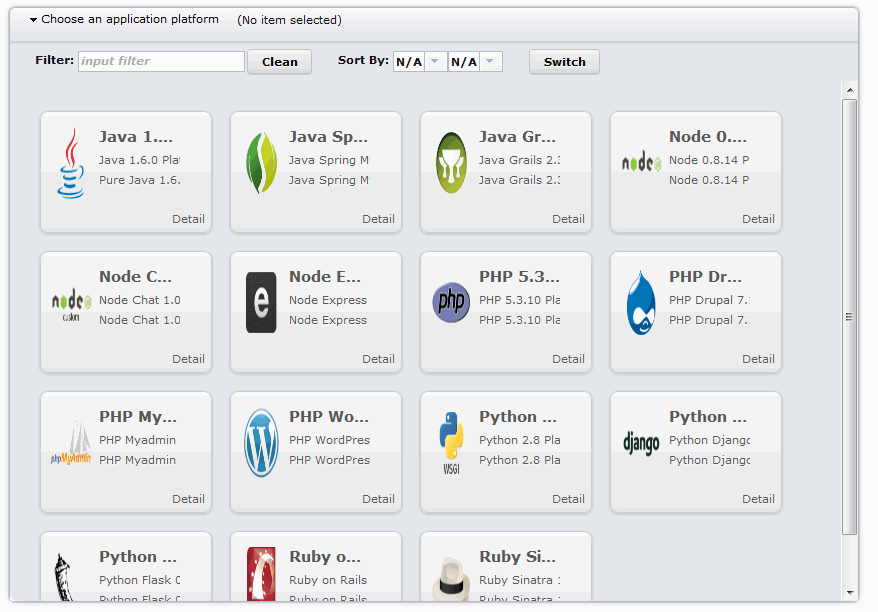 Choose an application platform (No item selected)
Filter: input filter Clean Sort By: N/A N/A Switch
Java 1....
Java 1.6.0 Pla
Pure Java 1.6.
Detail
Java Sp...
Java Spring M
Java Spring M
Detail
Java Gr...
Java Grails 2.3
Java Grails 2.3
Detail
node
Node 0....
Node 0.8.14 P
Node 0.8.14 P
Detail
node
custom
Node C...
Node Chat 1.0
Node Chat 1.0
Detail
e
Node E...
Node Express
Node Express
Detail
php
PHP 5.3...
PHP 5.3.10 Pla
PHP 5.3.10 Pla
Detail
PHP Dr...
PHP Drupal 7.
PHP Drupal 7.
Detail
phpMyAdmin
PHP My...
PHP Myadmin
PHP Myadmin
Detail
W
PHP Wo...
PHP WordPres
PHP WordPres
Detail
WSGI
Python ...
Python 2.8 Pla
Python 2.8 Pla
Detail
django
Python ...
Python Django
Python Django
Detail
Python ...
Python Flask 0
Python Flask 0
Ruby o...
Ruby on Rails
Ruby on Rails
Ruby Si...
Ruby Sinatra 1
Ruby Sinatra 1